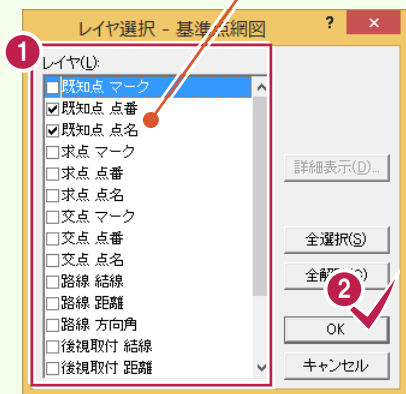 レイヤ選択 - 基準点網図
? ×
1
レイヤ(L):
既知点 マーク
既知点 点番
既知点 点名
求点 マーク
求点 点番
求点 点名
交点 マーク
交点 点番
交点 点名
路線 結線
路線 距離
路線 方向角
後視取付 結線
後視取付 距離
詳細表示(D)...
全選択(S)
2
OK
キャンセル